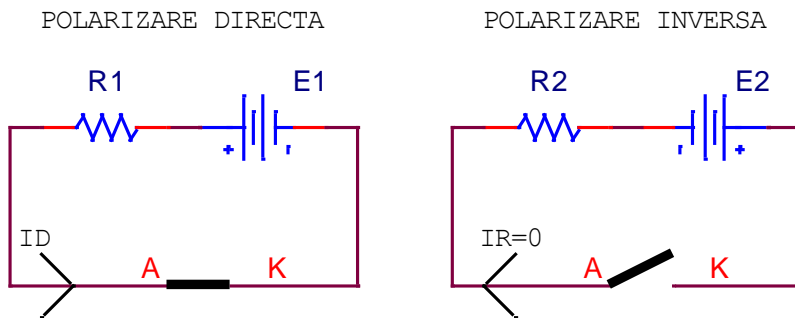 POLARIZARE DIRECTA
POLARIZARE INVERSA
R1
E1
R2
E2
+
+
ID
A
K
IR=0
A
K